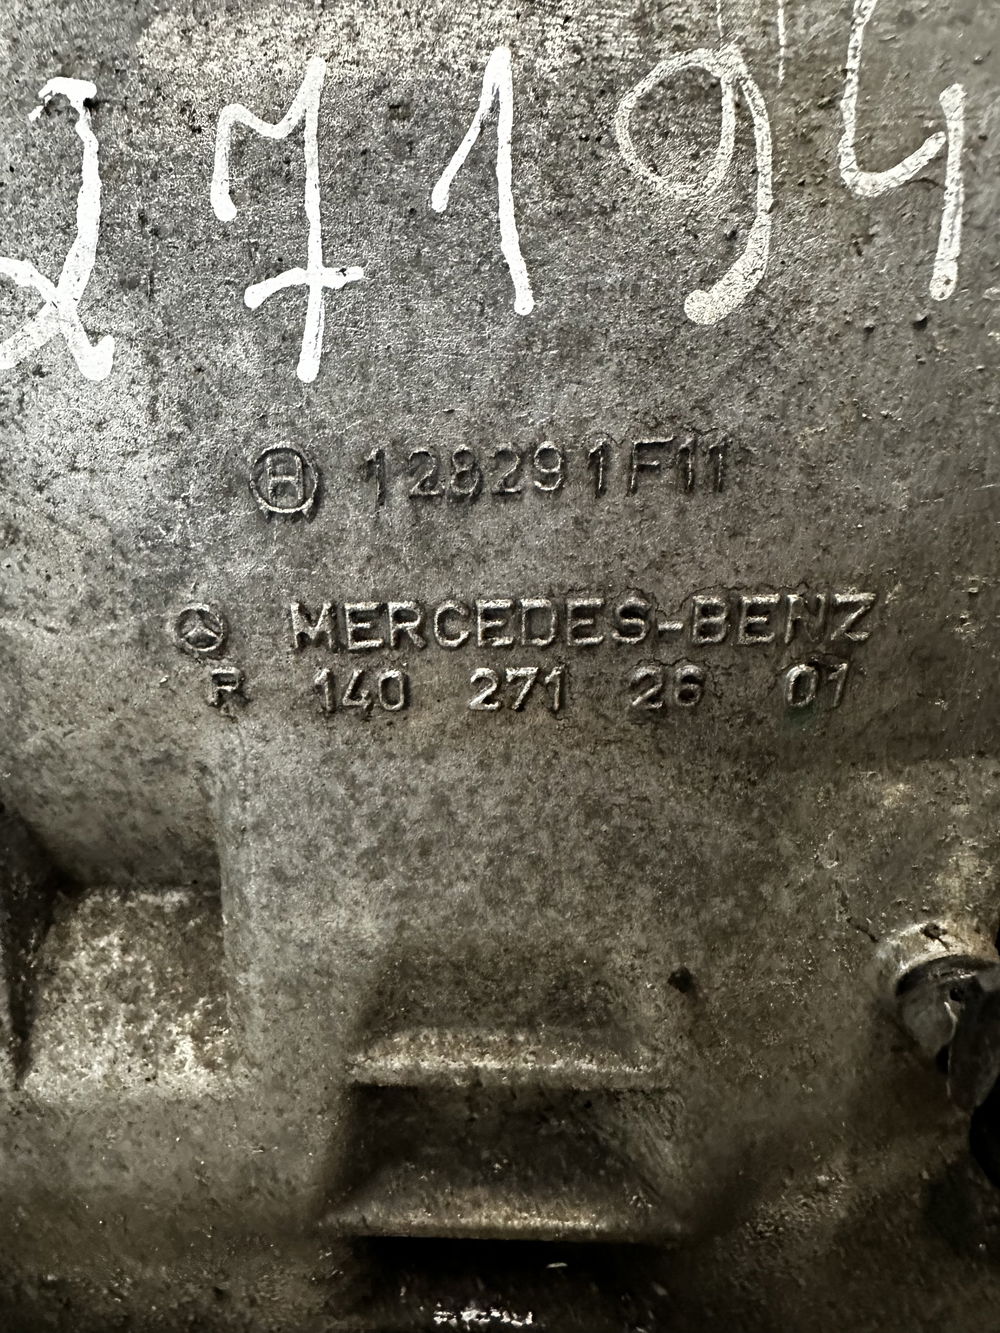 27194
128291F11
MERCEDES-BENZ
R 140 271 26 01